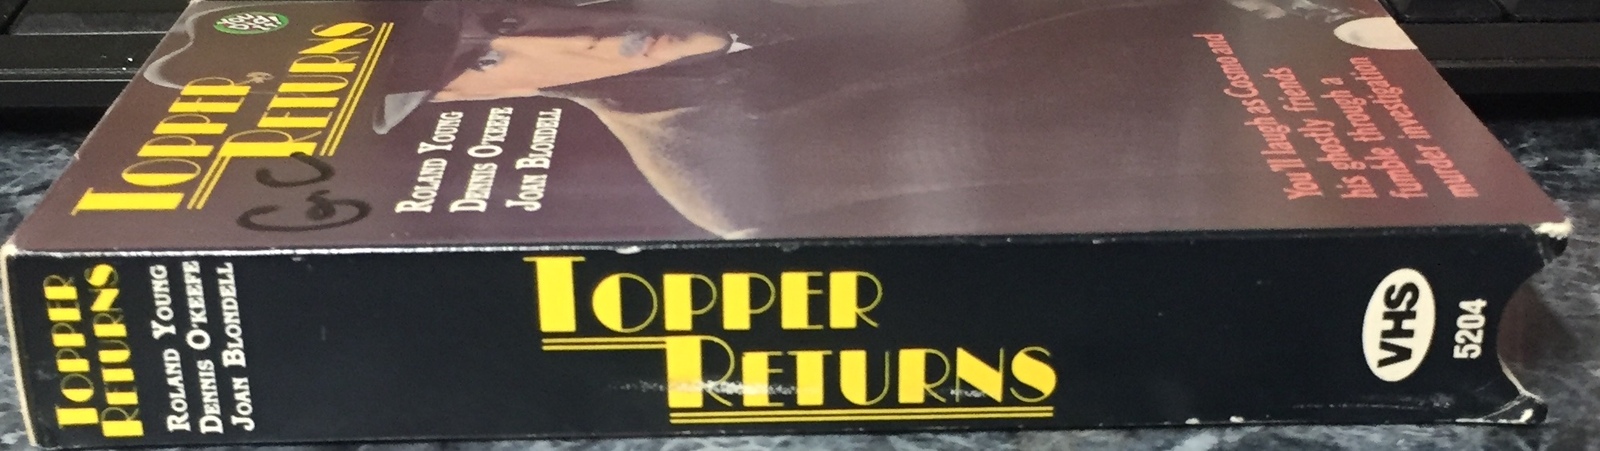 TOPPER
RETURNS
ROLAND YOUNG
DENNIS O'KEEFE
JOAN BLONDELL
You'll laugh as Cosmo and
his ghostly friends
fumble through a
murder investigation
TOPPER
RETURNS
ROLAND YOUNG
DENNIS O'KEEFE
JOAN BLONDELL
TOPPER
RETURNS
VHS
5204